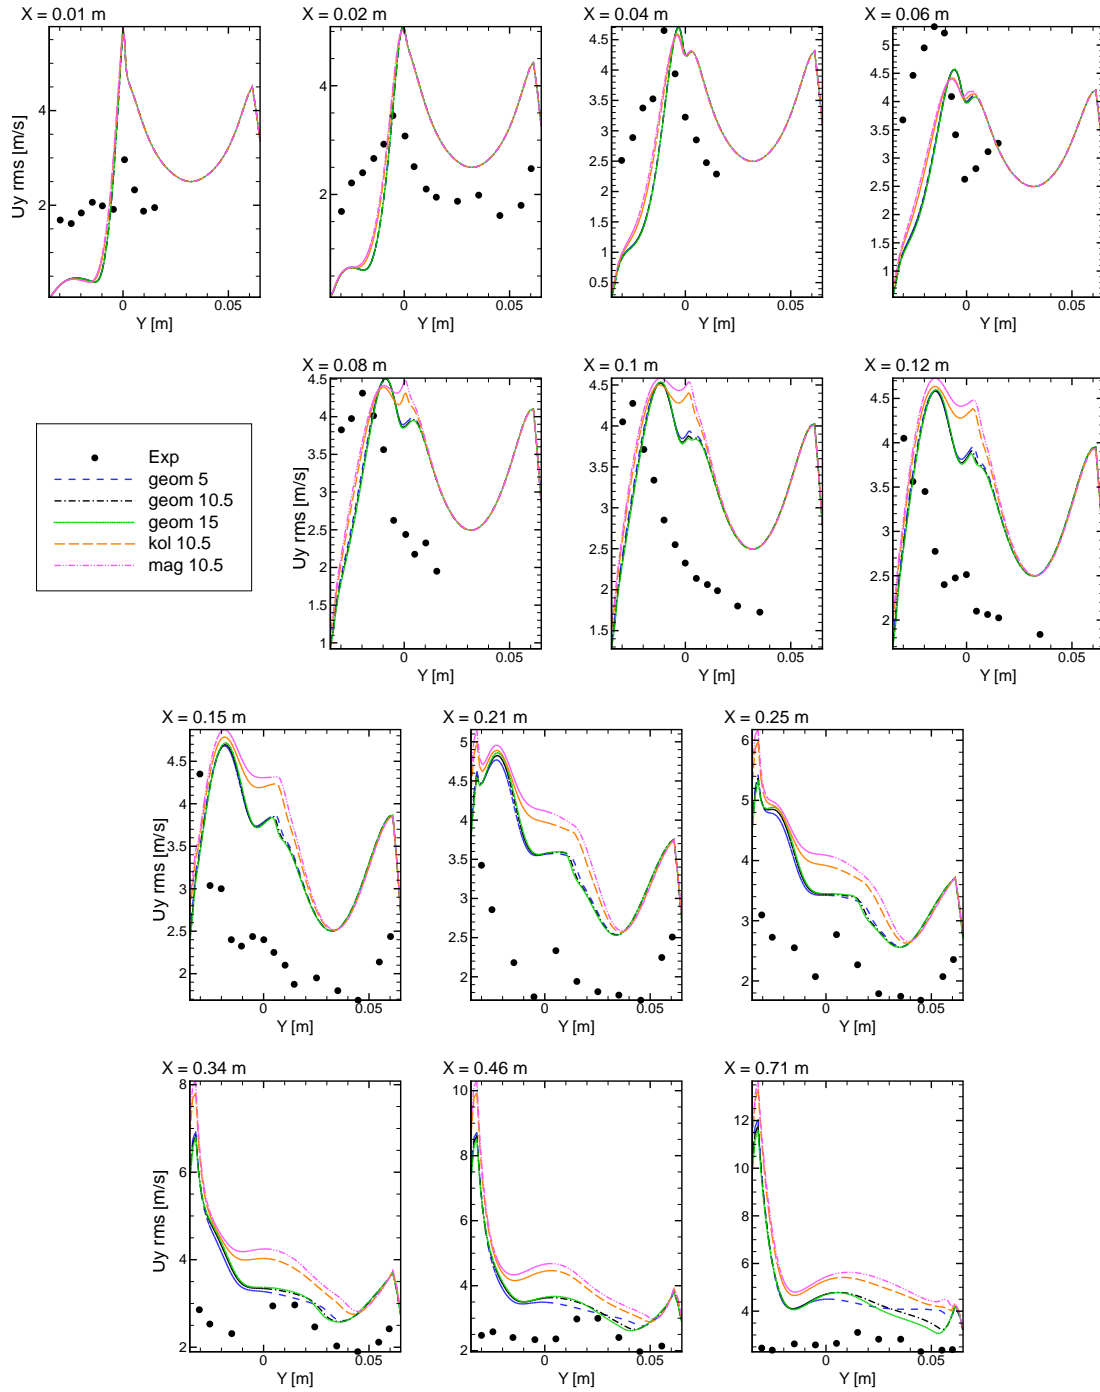 X = 0.01 m
X = 0.02 m
X = 0.04 m
X = 0.06 m
Uy rms [m/s]
4
2
0
0.05
Y [m]
4
2
0
0.05
Y [m]
4.5
4
3.5
3
2.5
2
1.5
1
0.5
0
0.05
Y [m]
5
4.5
4
3.5
3
2.5
2
1.5
1
0
0.05
Y [m]
X = 0.08 m
X = 0.1 m
X = 0.12 m
Exp
geom 5
geom 10.5
geom 15
kol 10.5
mag 10.5
Uy rms [m/s]
4.5
4
3.5
3
2.5
2
1.5
1
0
0.05
Y [m]
4.5
4
3.5
3
2.5
2
1.5
0
0.05
Y [m]
4.5
4
3.5
3
2.5
2
0
0.05
Y [m]
X = 0.15 m
X = 0.21 m
X = 0.25 m
Uy rms [m/s]
4.5
4
3.5
3
2.5
2
0
0.05
Y [m]
5
4.5
4
3.5
3
2.5
2
0
0.05
Y [m]
6
5
4
3
2
0
0.05
Y [m]
X = 0.34 m
X = 0.46 m
X = 0.71 m
Uy rms [m/s]
8
6
4
2
0
0.05
Y [m]
10
8
6
4
2
0
0.05
Y [m]
12
10
8
6
4
0
0.05
Y [m]